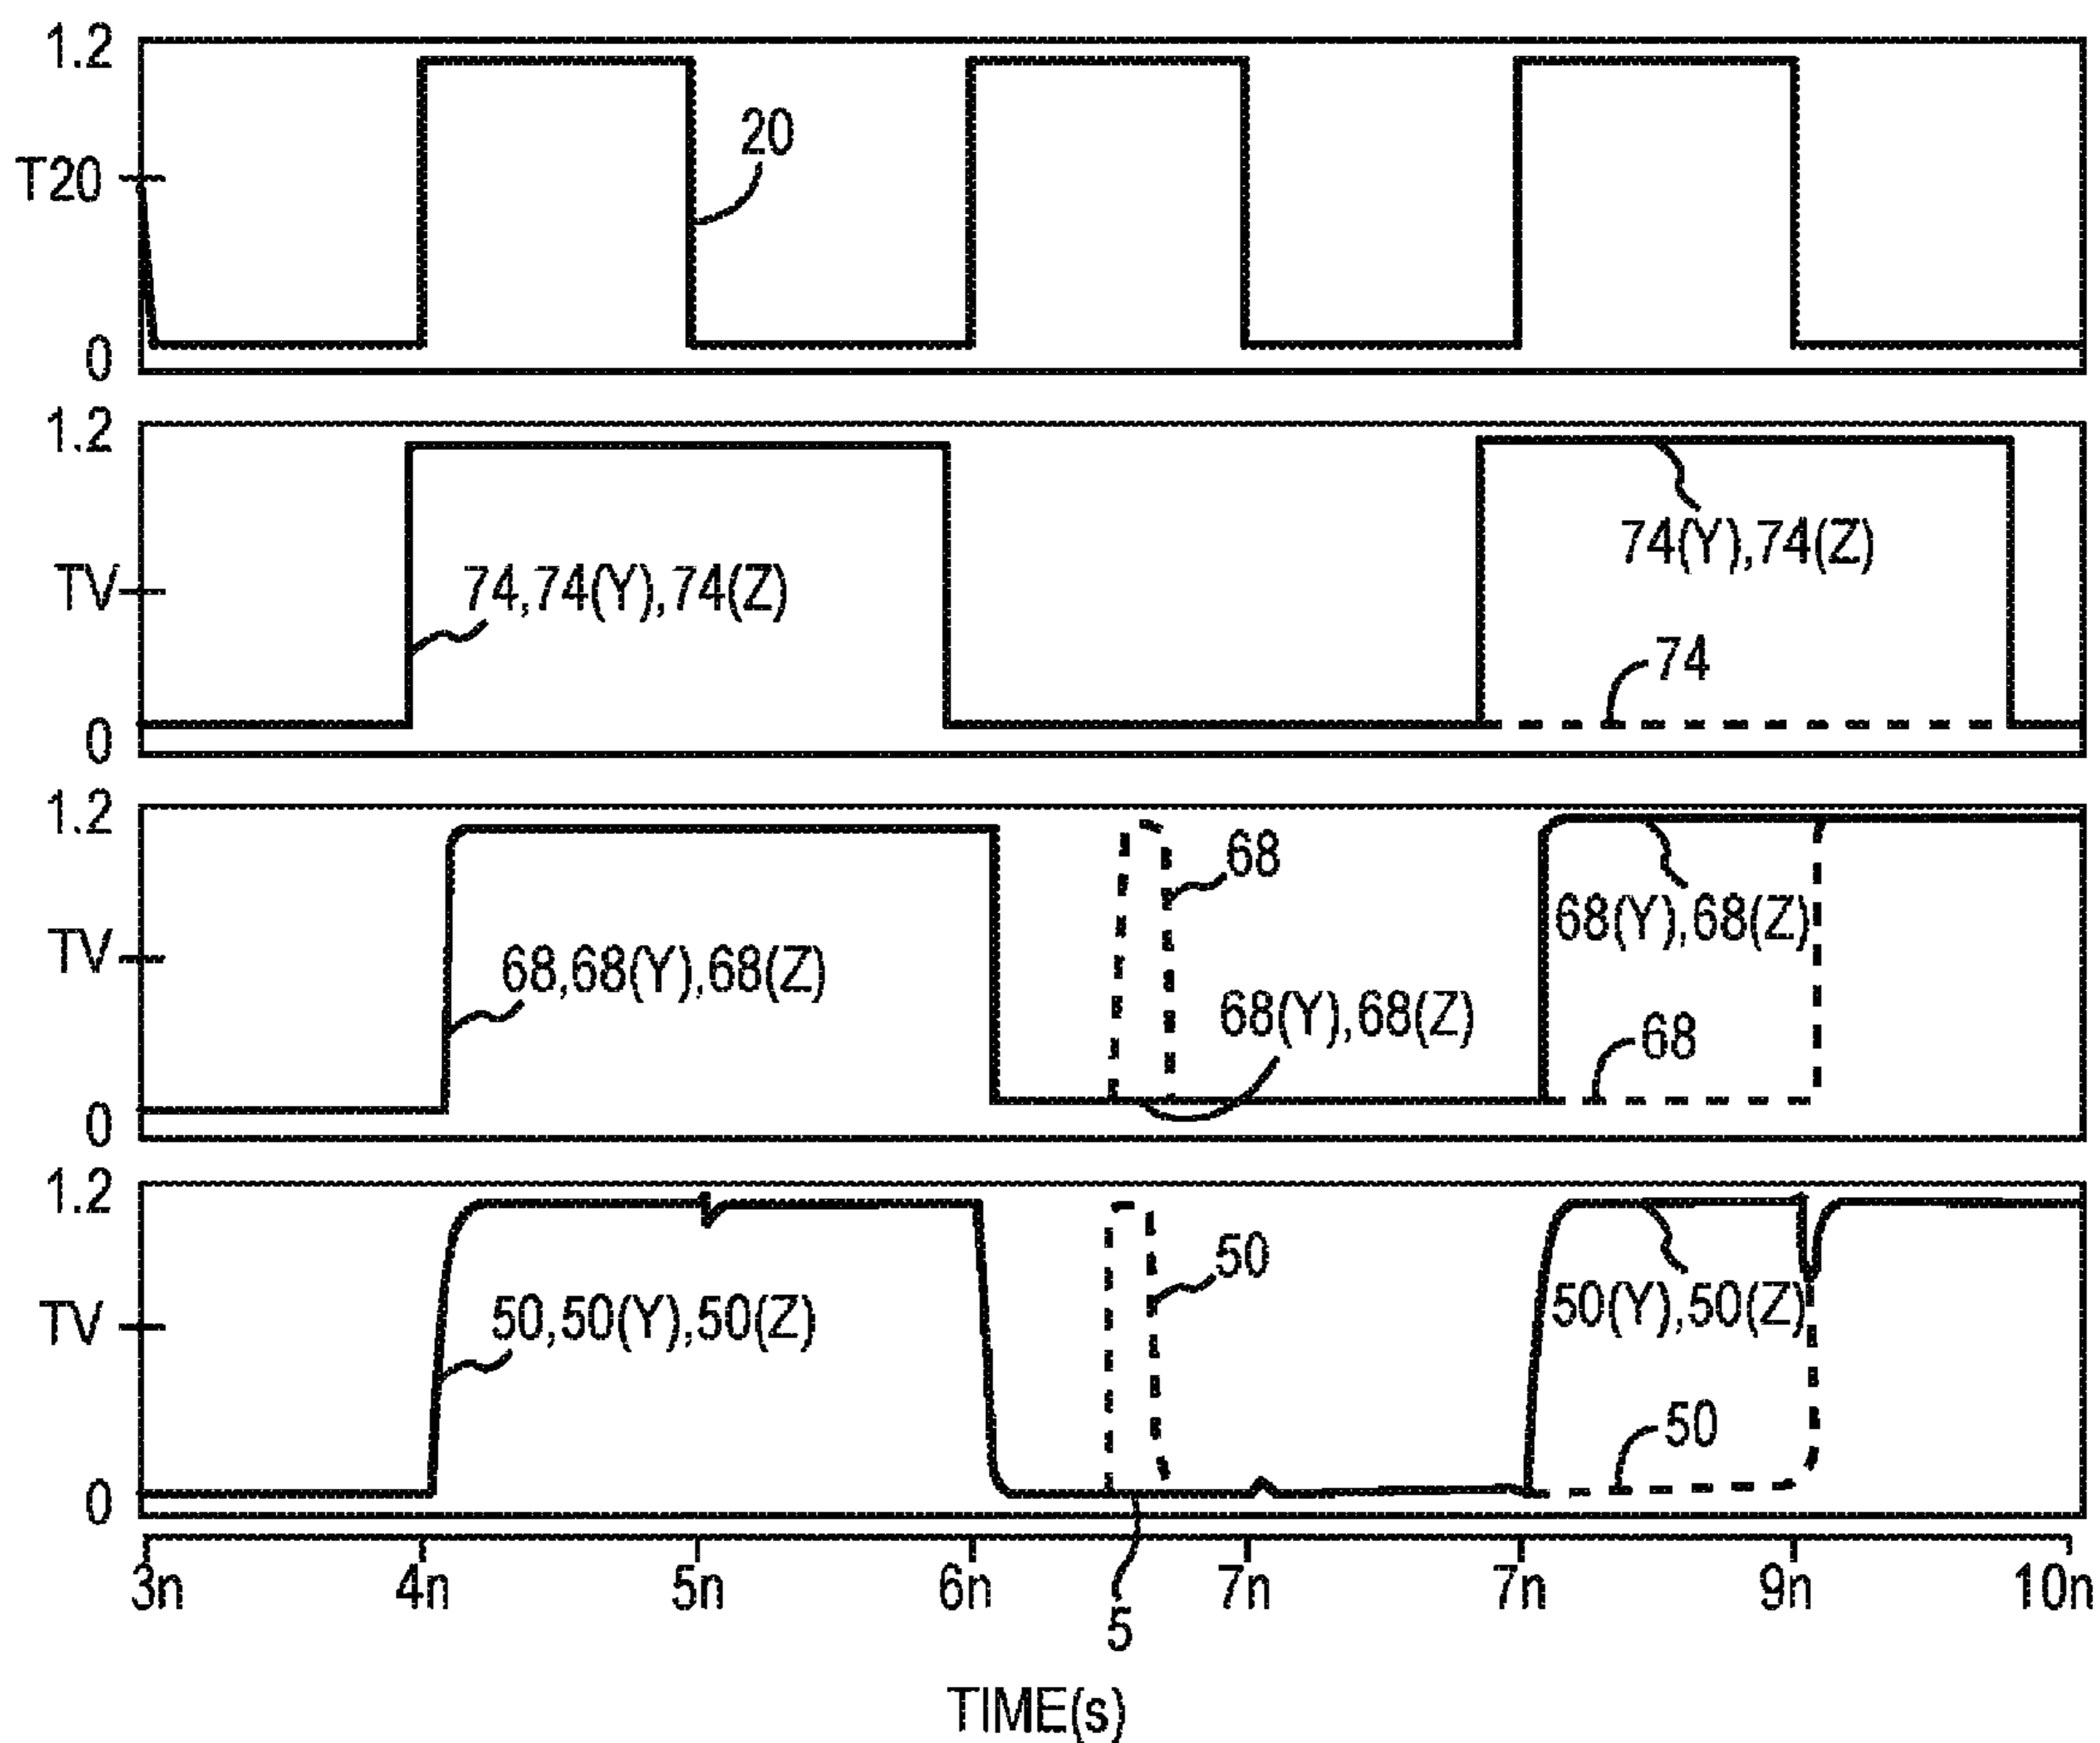 1.2
20
T20
0
1.2
74(Y),74(Z)
TV
74,74(Y),74(Z)
74
0
1.2
68
68(Y),68(Z)
TV
68,68(Y),68(Z)
68(Y),68(Z)
68
0
1.2
50
50(Y),50(Z)
TV
50,50(Y),50(Z)
50
0
3n 4n 5n 6n 7n 7n 9n 10n
5
TIME(s)